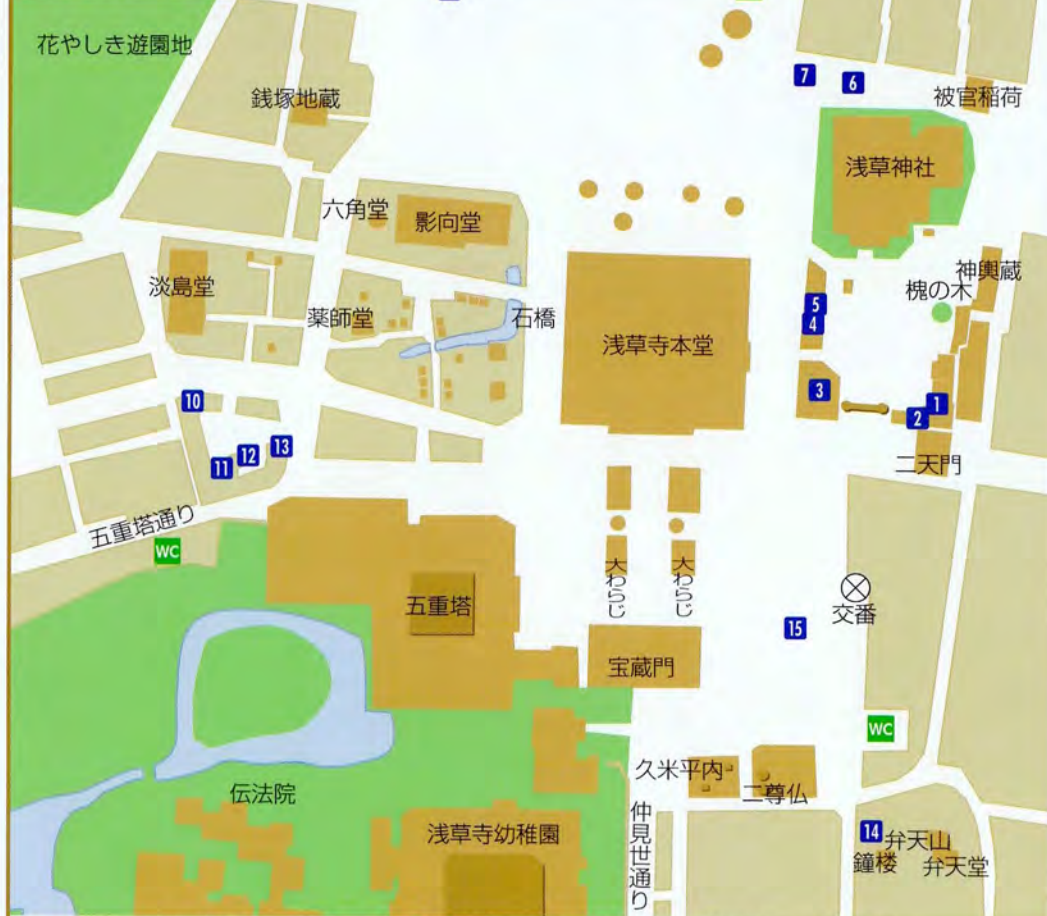 花やしき遊園地
銭塚地蔵
7
6
被官稲荷
浅草神社
六角堂
影向堂
淡島堂
薬師堂
石橋
浅草寺本堂
5
4
神輿蔵
槐の木
3
1
2
二天門
10
13
12
11
五重塔通り
WC
大わらじ
大わらじ
五重塔
交番
15
宝蔵門
WC
久米平内
二尊仏
伝法院
浅草寺幼稚園
仲見世通り
14
弁天山
鐘楼
弁天堂